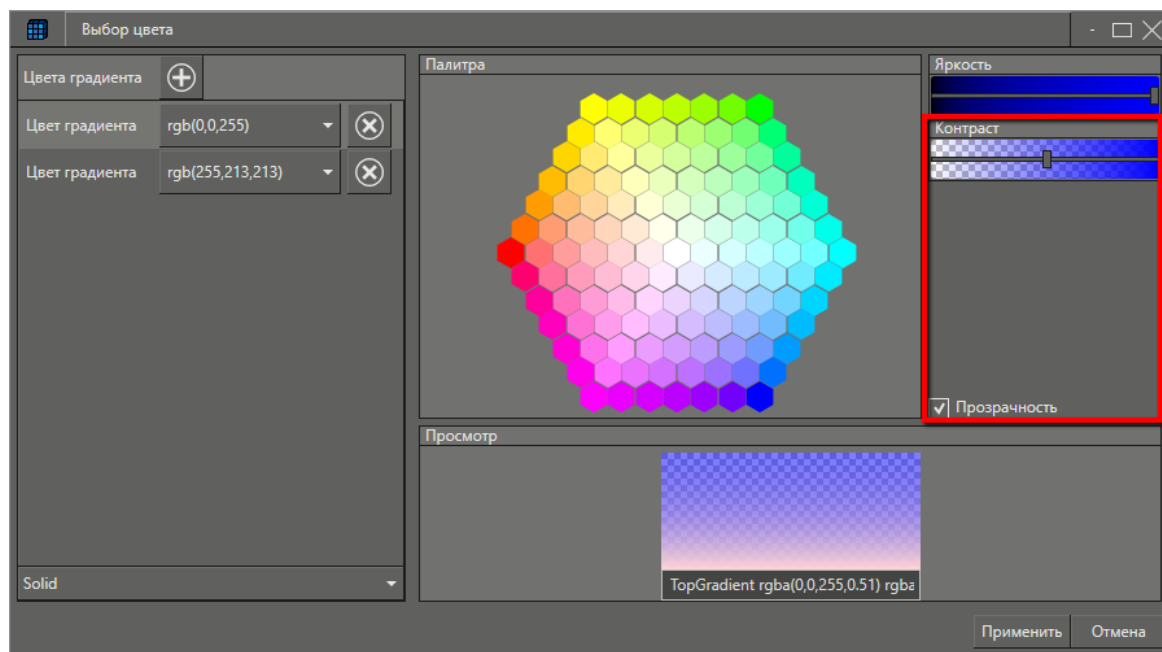 Выбор цвета
Цвета градиента
Цвет градиента rgb(0,0,255)
Цвет градиента rgb(255,213,213)
Solid
Палитра
Яркость
Контраст
Прозрачность
Просмотр
TopGradient rgba(0,0,255,0.51) rgba
Применить Отмена